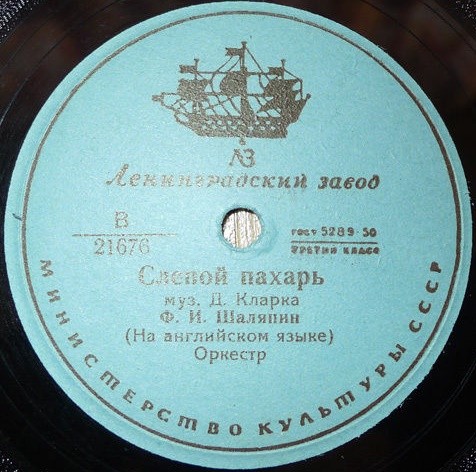 ЛЗ
Ленинградский завод
В
21676
ГОСТ 5289-50
ТРЕТИЙ КЛАСС
Слепой пахарь
муз. Д. Кларка
Ф. И. Шаляпин
(На английском языке)
Оркестр
МИНИСТЕРСТВО КУЛЬТУРЫ СССР